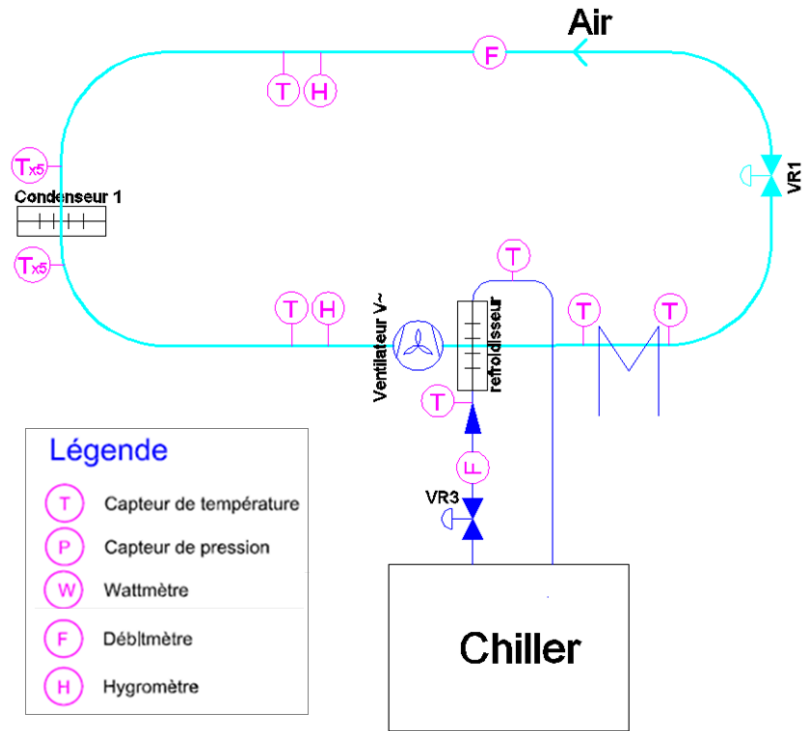 Air
F
T
H
VR1
Tx5
Condenseur 1
Tx5
T
T
H
Ventilateur V~
refroidisseur
T
T
T
F
VR3
Chiller
Légende
T
Capteur de température
P
Capteur de pression
W
Wattmètre
F
Débltmètre
H
Hygromètre